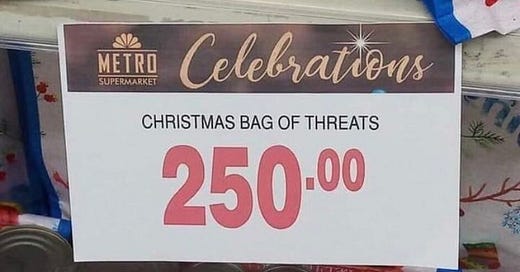 METRO
SUPERMARKET
Celebrations
CHRISTMAS BAG OF THREATS
250.00